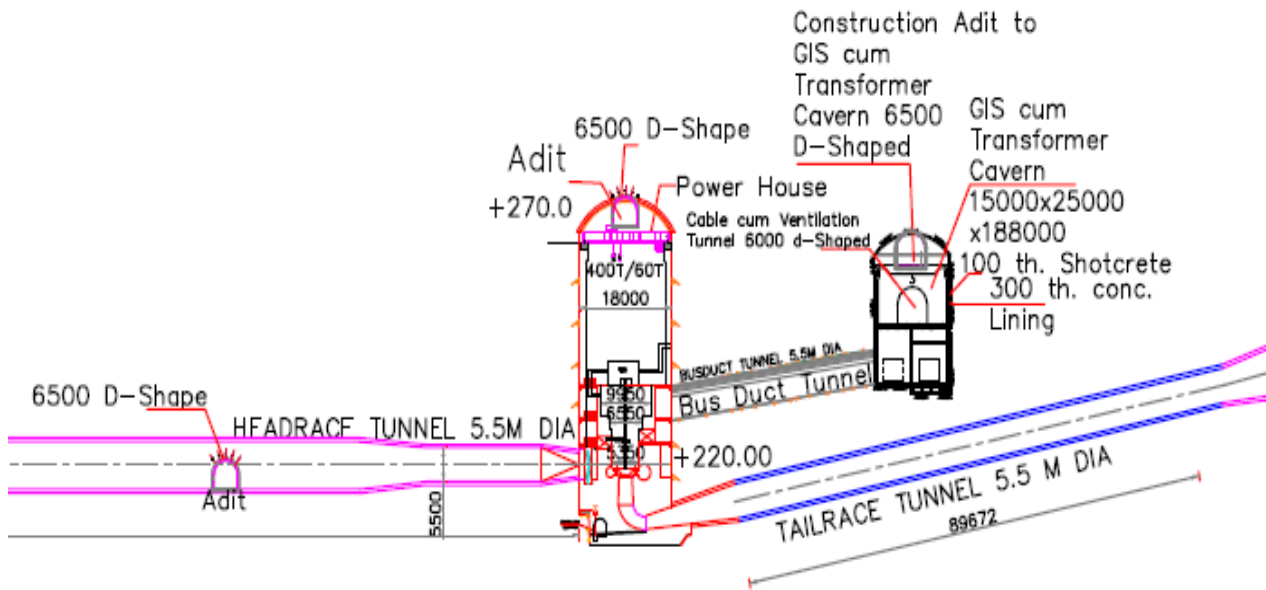 Construction Adit to
GIS cum
Transformer
Cavern 6500
D-Shaped
GIS cum
Transformer
Cavern
15000x25000
x188000
100 th. Shotcrete
300 th. conc.
Lining
6500 D-Shape
Adit
+270.0
Power House
Cable cum Ventilation
Tunnel 6000 d-Shaped
400T/60T
18000
BUSDUCT TUNNEL 5.5M DIA
Bus Duct Tunnel
9950
6550
5350
+220.00
6500 D-Shape
HEADRACE TUNNEL 5.5M DIA
Adit
5500
TAILRACE TUNNEL 5.5 M DIA
89672